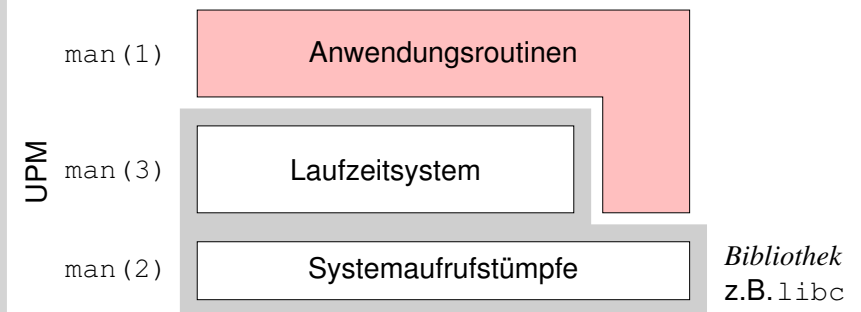 man(1) Anwendungsroutinen
UPM
man(3) Laufzeitsystem
man(2) Systemaufrufstümpfe
Bibliothek
z.B. libc